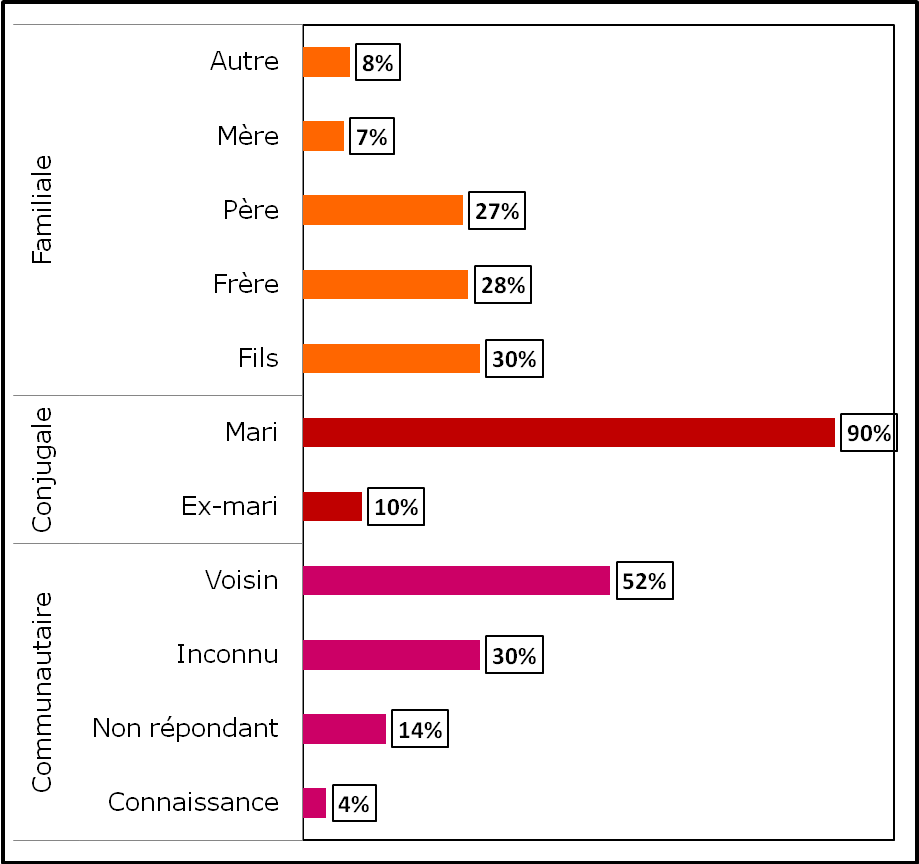 Familiale
Autre 8%
Mère 7%
Père 27%
Frère 28%
Fils 30%
Conjugale
Mari 90%
Ex-mari 10%
Communautaire
Voisin 52%
Inconnu 30%
Non répondant 14%
Connaissance 4%